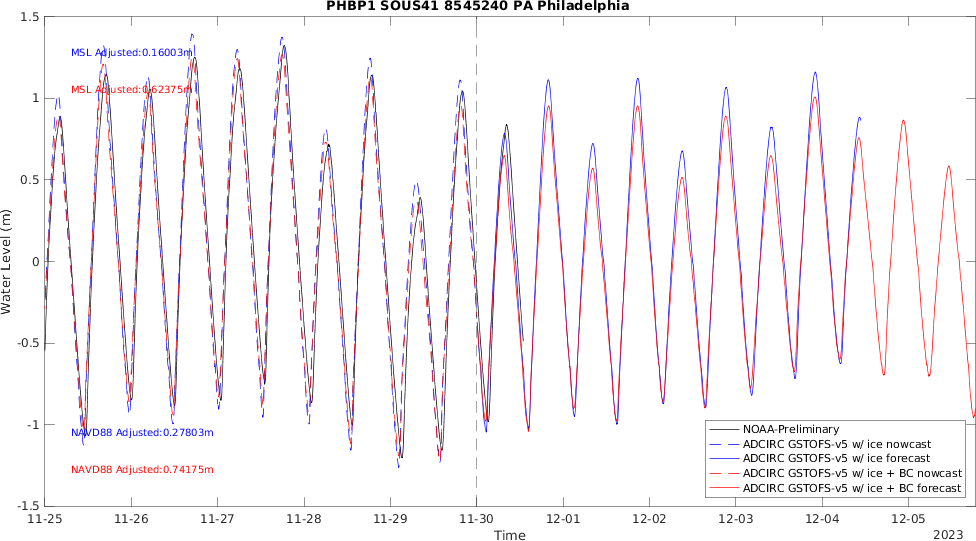 PHBP1 SOUS41 8545240 PA Philadelphia
1.5
1
0.5
0
-0.5
-1
-1.5
Water Level (m)
MSL Adjusted:0.16003m
MSL Adjusted:0.62375m
NAVD88 Adjusted:0.27803m
NAVD88 Adjusted:0.74175m
NOAA-Preliminary
ADCIRC GSTOFS-v5 w/ ice nowcast
ADCIRC GSTOFS-v5 w/ ice forecast
ADCIRC GSTOFS-v5 w/ ice + BC nowcast
ADCIRC GSTOFS-v5 w/ ice + BC forecast
11-25 11-26 11-27 11-28 11-29 11-30 12-01 12-02 12-03 12-04 12-05
Time
2023